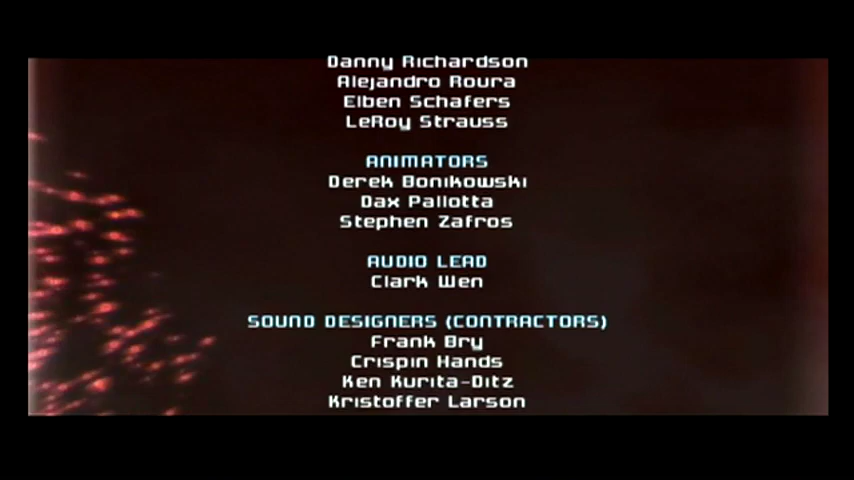 Danny Richardson
Alejandro Roura
Elben Schafers
LeRoy Strauss
ANIMATORS
Derek Bonikowski
Dax Pallotta
Stephen Zafros
AUDIO LEAD
Clark Wen
SOUND DESIGNERS (CONTRACTORS)
Frank Bry
Crispin Hands
Ken Kurita-Ditz
Kristoffer Larson